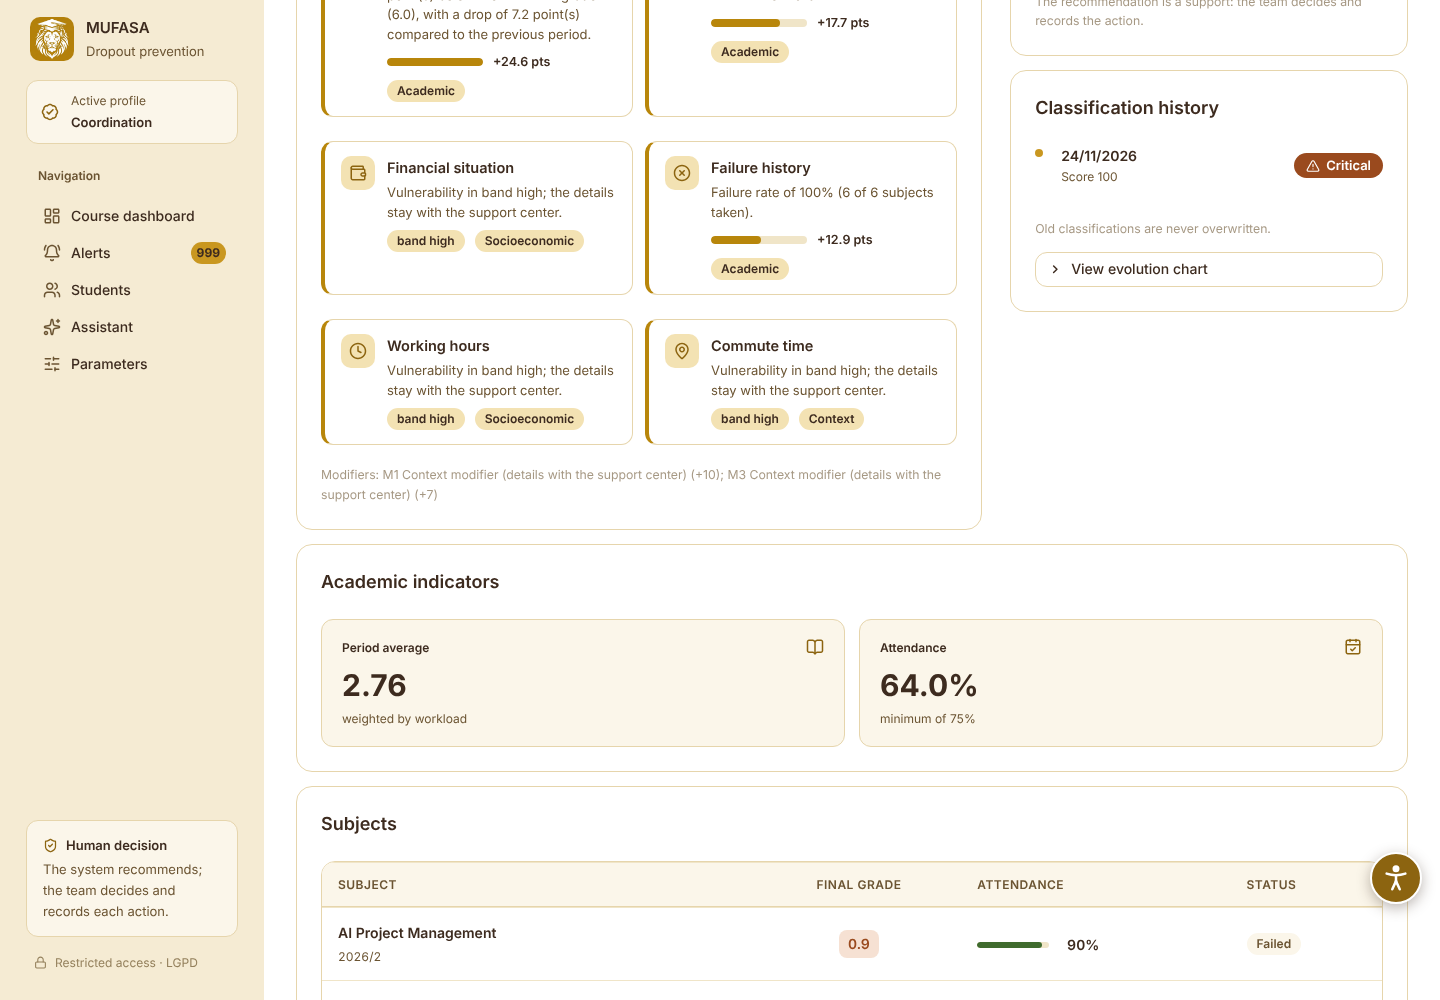 MUFASA
Dropout prevention
Active profile
Coordination
Navigation
Course dashboard
Alerts
999
Students
Assistant
Parameters
Human decision
The system recommends;
the team decides and
records each action.
Restricted access · LGPD
(6.0), with a drop of 7.2 point(s)
compared to the previous period.
+24.6 pts
Academic
+17.7 pts
Academic
Financial situation
Vulnerability in band high; the details
stay with the support center.
band high
Socioeconomic
Failure history
Failure rate of 100% (6 of 6 subjects
taken).
+12.9 pts
Academic
Working hours
Vulnerability in band high; the details
stay with the support center.
band high
Socioeconomic
Commute time
Vulnerability in band high; the details
stay with the support center.
band high
Context
Modifiers: M1 Context modifier (details with the support center) (+10); M3 Context modifier (details with the
support center) (+7)
The recommendation is a support: the team decides and
records the action.
Classification history
24/11/2026
Score 100
Critical
Old classifications are never overwritten.
View evolution chart
Academic indicators
Period average
2.76
weighted by workload
Attendance
64.0%
minimum of 75%
Subjects
SUBJECT
FINAL GRADE
ATTENDANCE
STATUS
AI Project Management
2026/2
0.9
90%
Failed